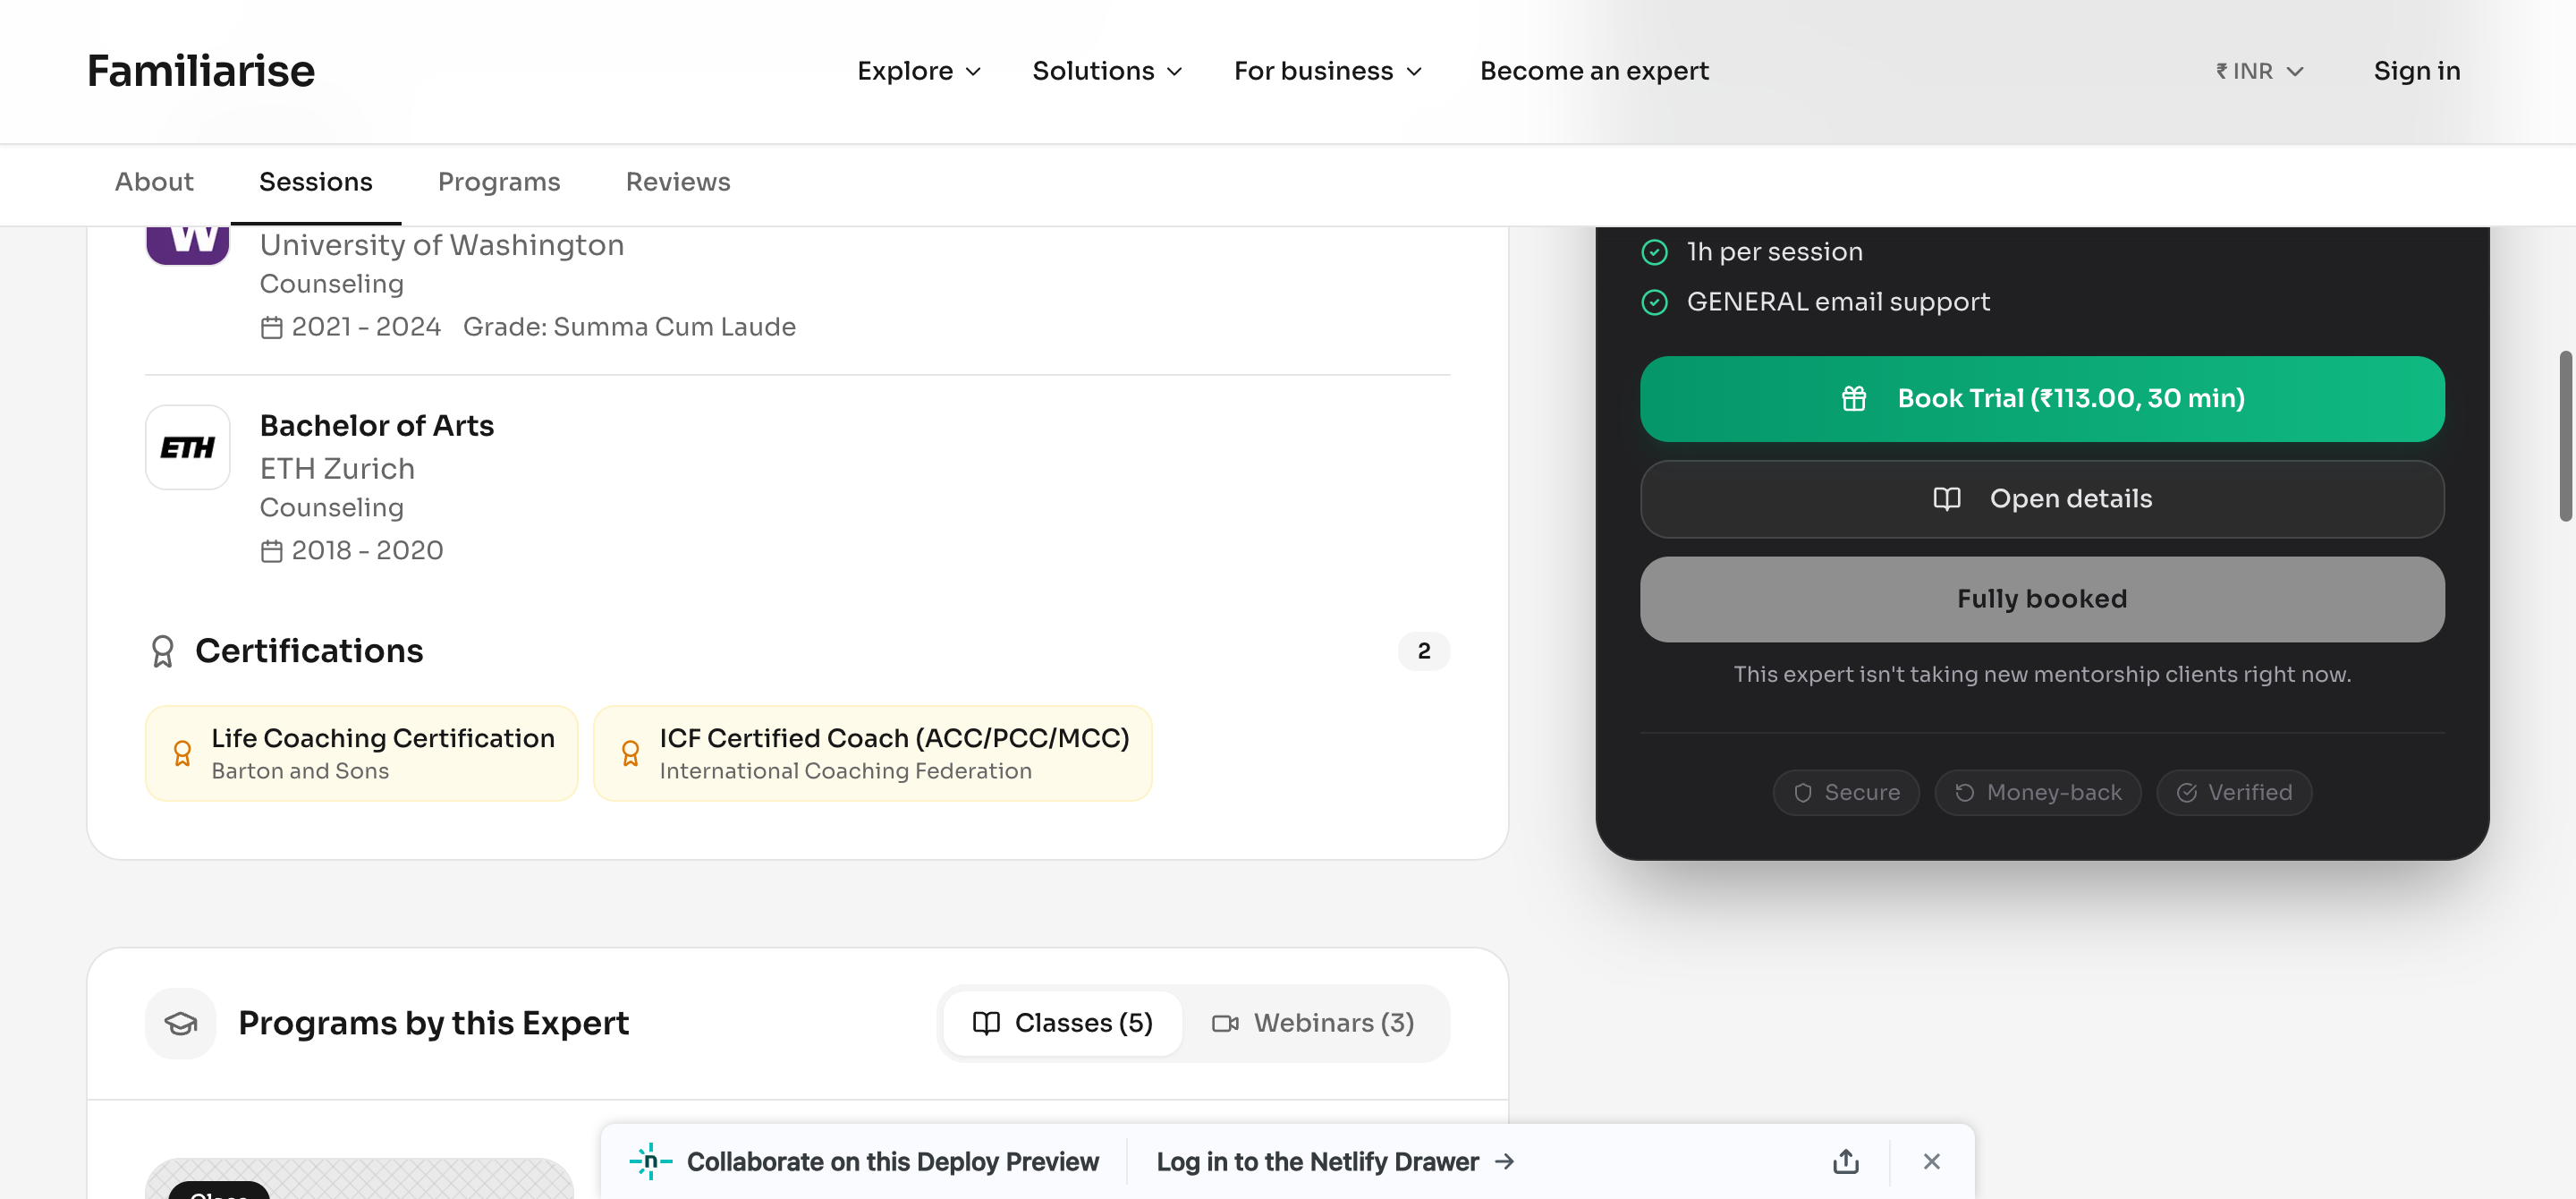 Familiarise
Explore
Solutions
For business
Become an expert
₹ INR
Sign in
About
Sessions
Programs
Reviews
W
University of Washington
Counseling
2021 - 2024 Grade: Summa Cum Laude
ETH
Bachelor of Arts
ETH Zurich
Counseling
2018 - 2020
Certifications
2
Life Coaching Certification
Barton and Sons
ICF Certified Coach (ACC/PCC/MCC)
International Coaching Federation
1h per session
GENERAL email support
Book Trial (₹113.00, 30 min)
Open details
Fully booked
This expert isn't taking new mentorship clients right now.
Secure
Money-back
Verified
Programs by this Expert
Classes (5)
Webinars (3)
Class
n
Collaborate on this Deploy Preview
Log in to the Netlify Drawer →